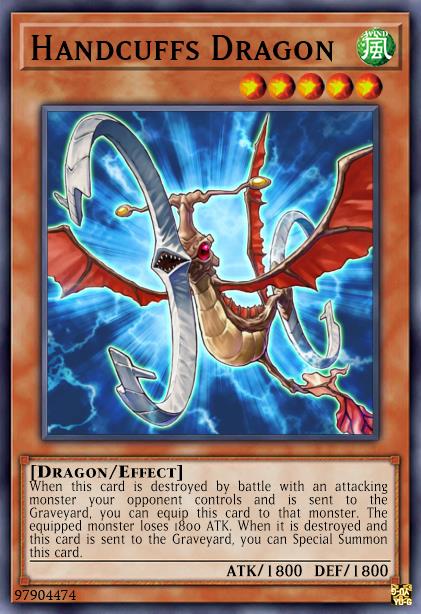 HANDCUFFS DRAGON
WIND
風
[DRAGON/EFFECT]
When this card is destroyed by battle with an attacking
monster your opponent controls and is sent to the
Graveyard, you can equip this card to that monster. The
equipped monster loses 1800 ATK. When it is destroyed and
this card is sent to the Graveyard, you can Special Summon
this card.
ATK/1800 DEF/1800
97904474